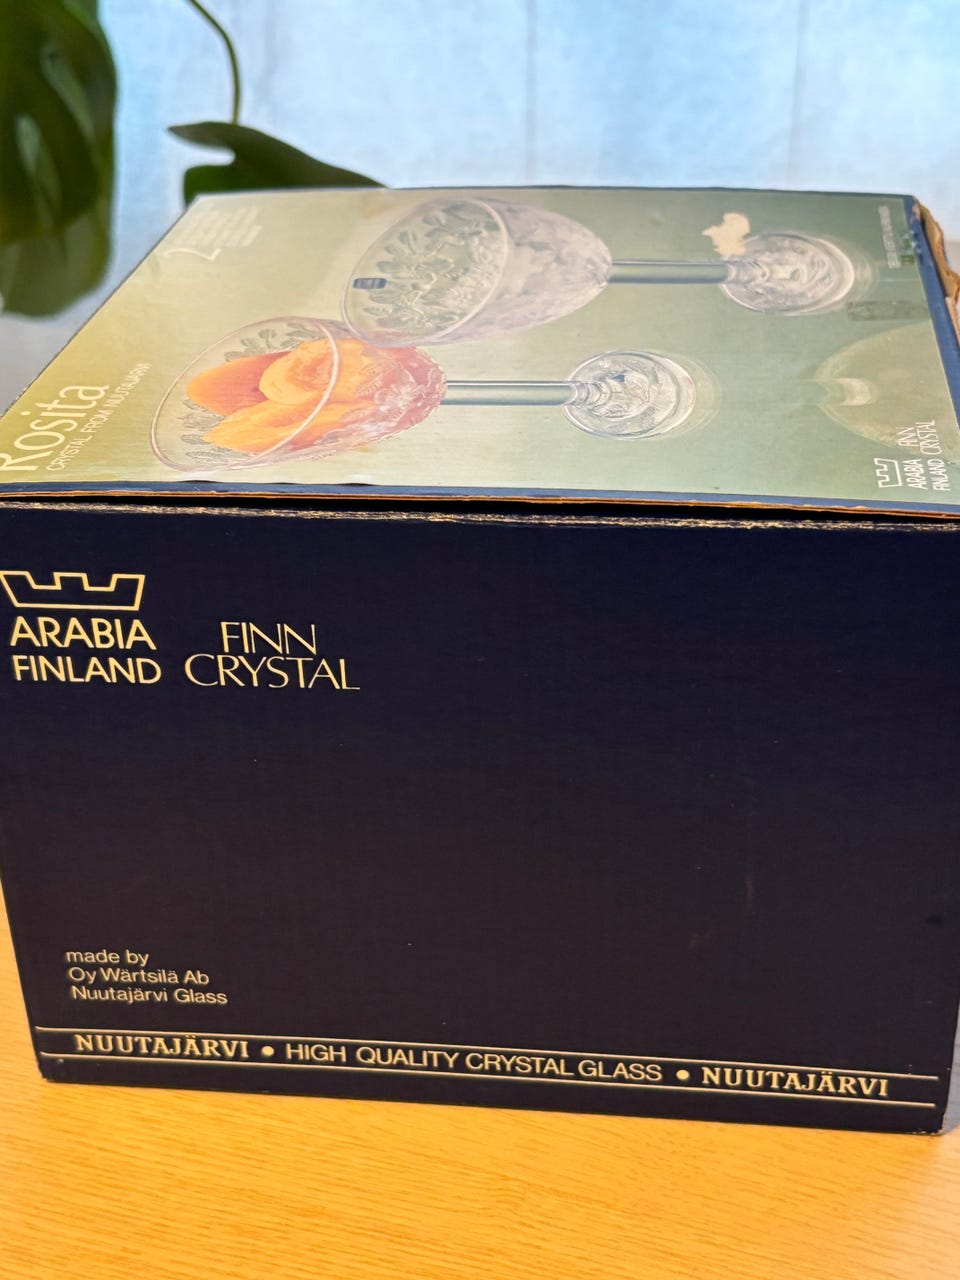 2
Rosita
CRYSTAL FROM NUUTAJÄRVI
ARABIA
FINLAND
FINN
CRYSTAL
ARABIA
FINLAND
FINN
CRYSTAL
made by
Oy Wärtsilä Ab
Nuutajärvi Glass
NUUTAJÄRVI • HIGH QUALITY CRYSTAL GLASS • NUUTAJÄRVI